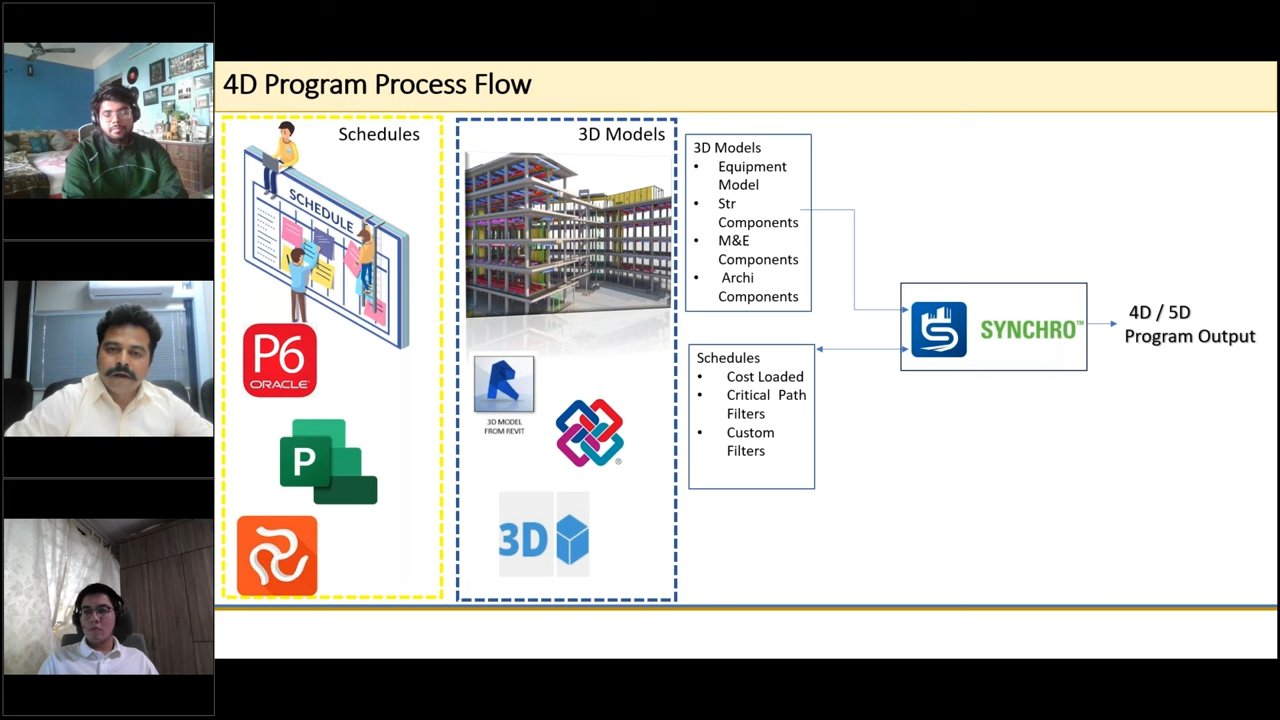 4D Program Process Flow
Schedules
SCHEDULE
P6
ORACLE
P
3D Models
3D MODEL
FROM REVIT
®
3D
3D Models
• Equipment
Model
• Str
Components
• M&E
Components
• Archi
Components
Schedules
• Cost Loaded
• Critical Path
Filters
• Custom
Filters
SYNCHRO™
4D / 5D
Program Output